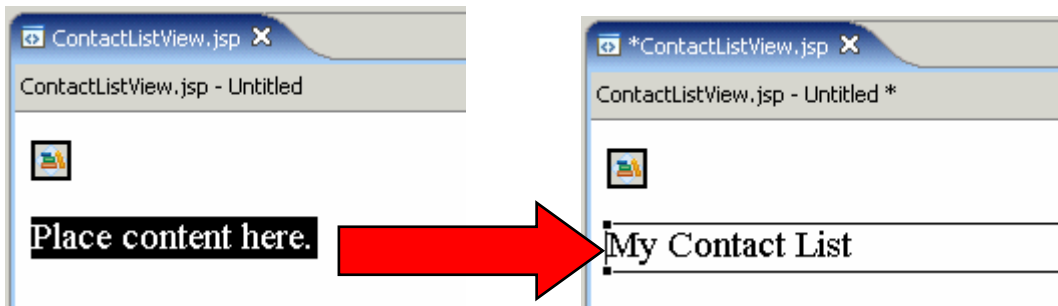 ContactListView.jsp
ContactListView.jsp - Untitled
Place content here.
*ContactListView.jsp
ContactListView.jsp - Untitled *
My Contact List